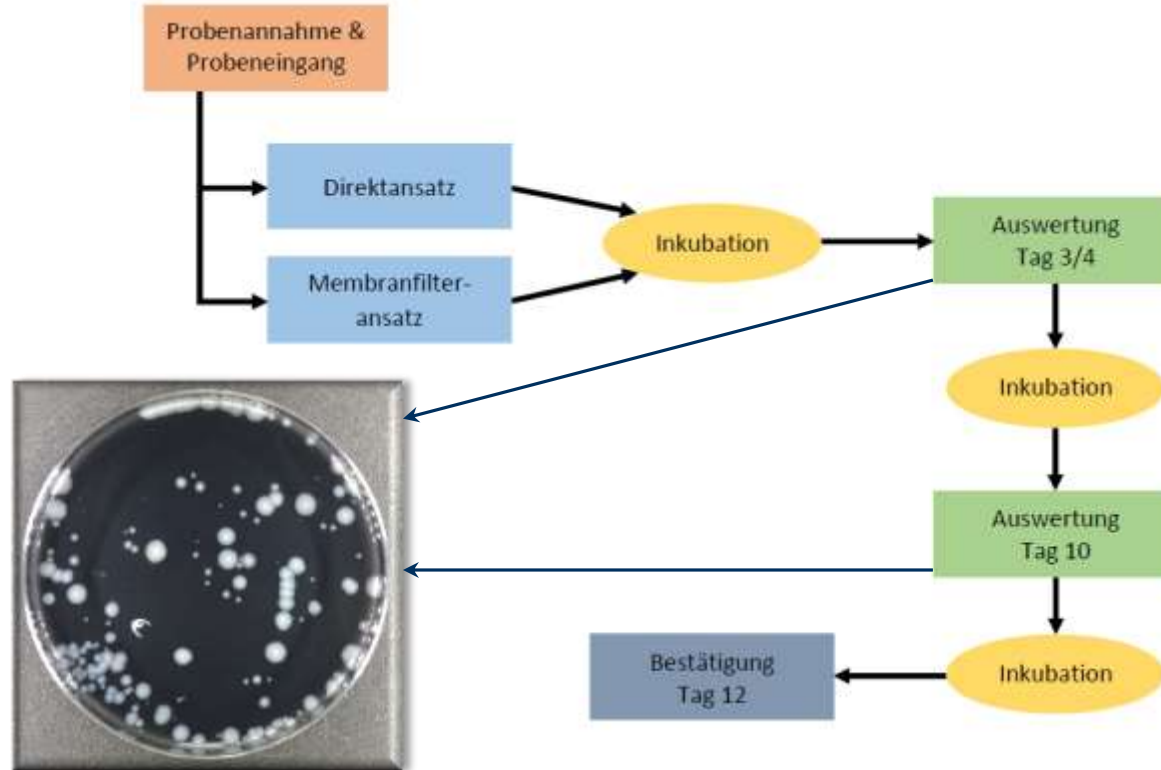 Probenannahme &
Probeneingang
Direktansatz
Membranfilter-
ansatz
Inkubation
Auswertung
Tag 3/4
Inkubation
Auswertung
Tag 10
Inkubation
Bestätigung
Tag 12